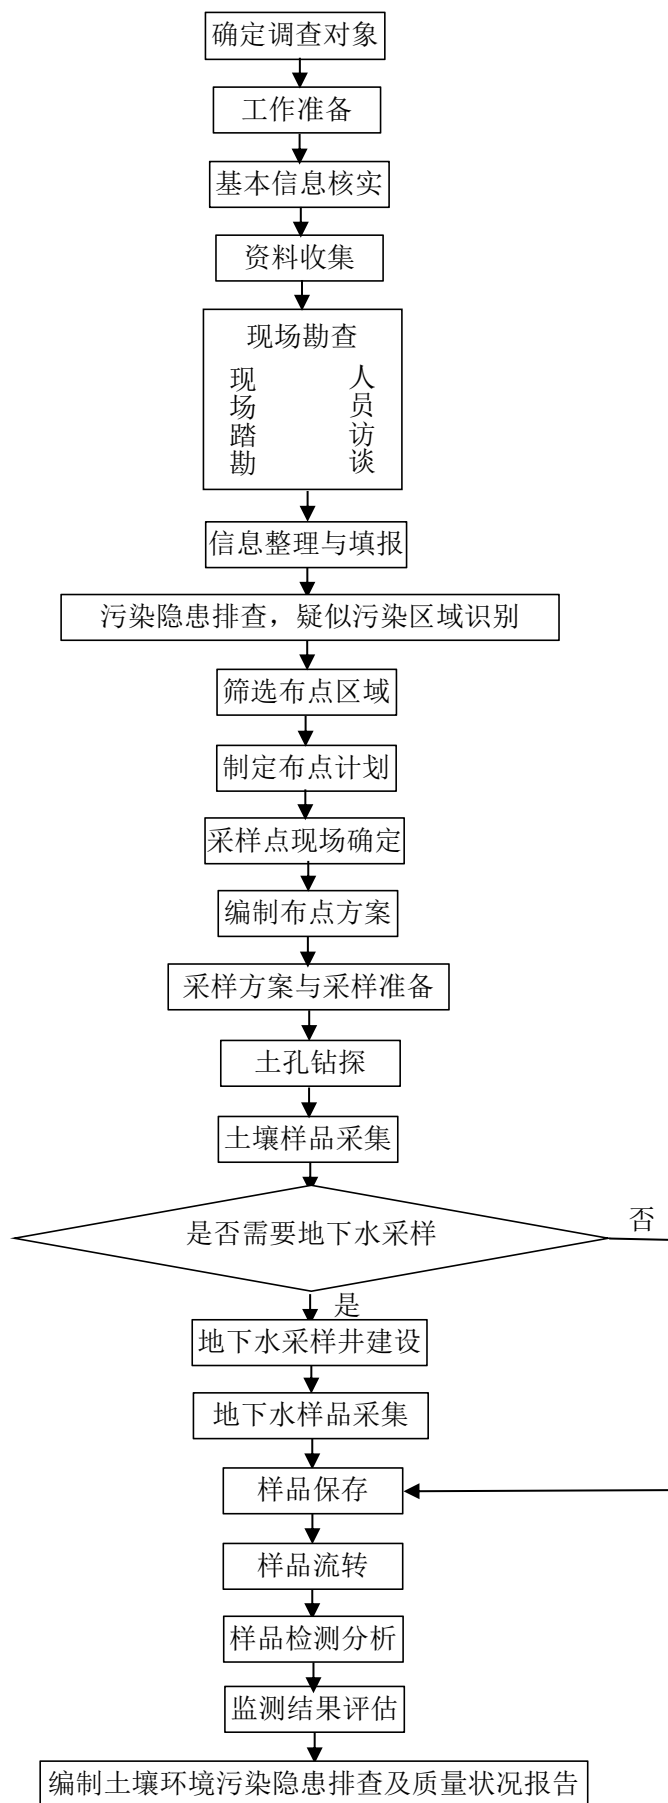 确定调查对象
工作准备
基本信息核实
资料收集
现场勘查
现场踏勘
人员访谈
信息整理与填报
污染隐患排查，疑似污染区域识别
筛选布点区域
制定布点计划
采样点现场确定
编制布点方案
采样方案与采样准备
土孔钻探
土壤样品采集
是否需要地下水采样
否
是
地下水采样井建设
地下水样品采集
样品保存
样品流转
样品检测分析
监测结果评估
编制土壤环境污染隐患排查及质量状况报告